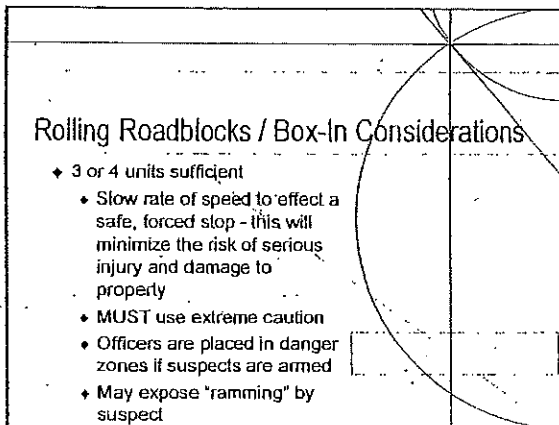 Rolling Roadblocks / Box-In Considerations
♦ 3 or 4 units sufficient
♦ Slow rate of speed to effect a
safe, forced stop - this will
minimize the risk of serious
injury and damage to
property
♦ MUST use extreme caution
♦ Officers are placed in danger
zones if suspects are armed
♦ May expose "ramming" by
suspect